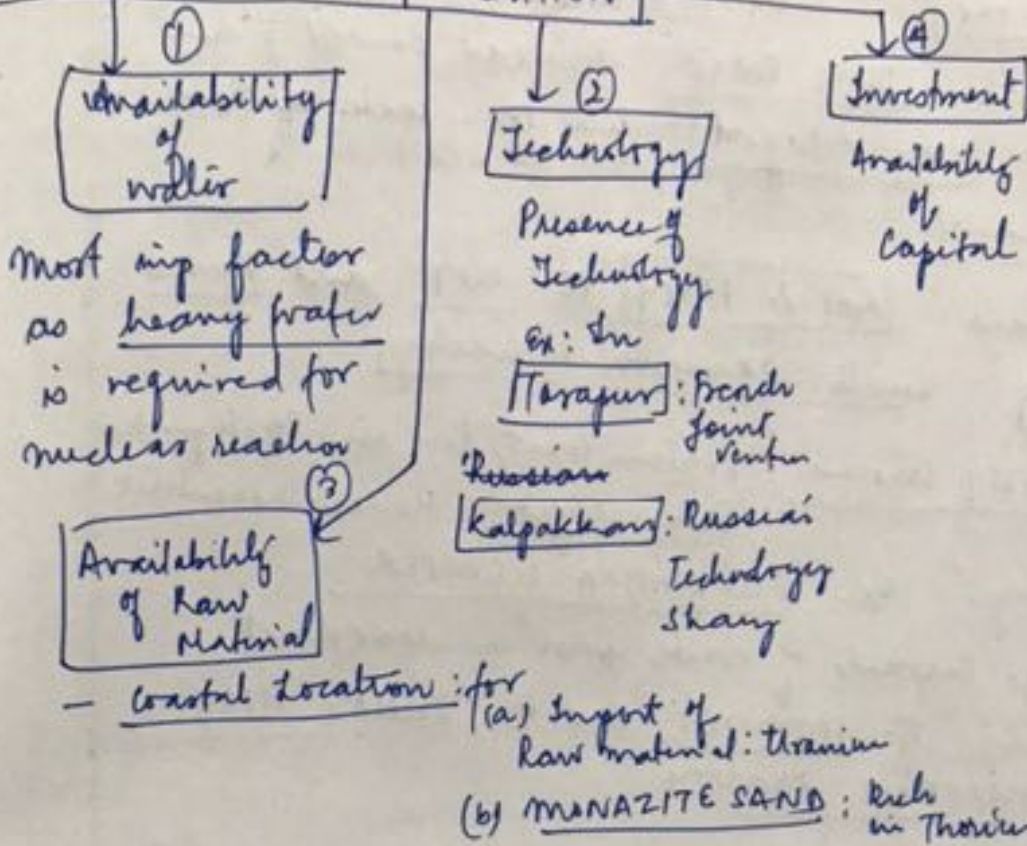 ①
Availability
of
water
most imp factor
as heavy water
is required for
nuclear reaction
②
Technology
Presence of
Technology
Ex: In
Tarapur: French
Joint
Venture
Russian
Kalpakkam: Russia's
Technology
Sharing
③
Availability
of Raw
Material
- Coastal Location: for
(a) Import of
Raw material: Uranium
(b) MONAZITE SAND: Rich
in Thorium
④
Investment
Availability
of
Capital